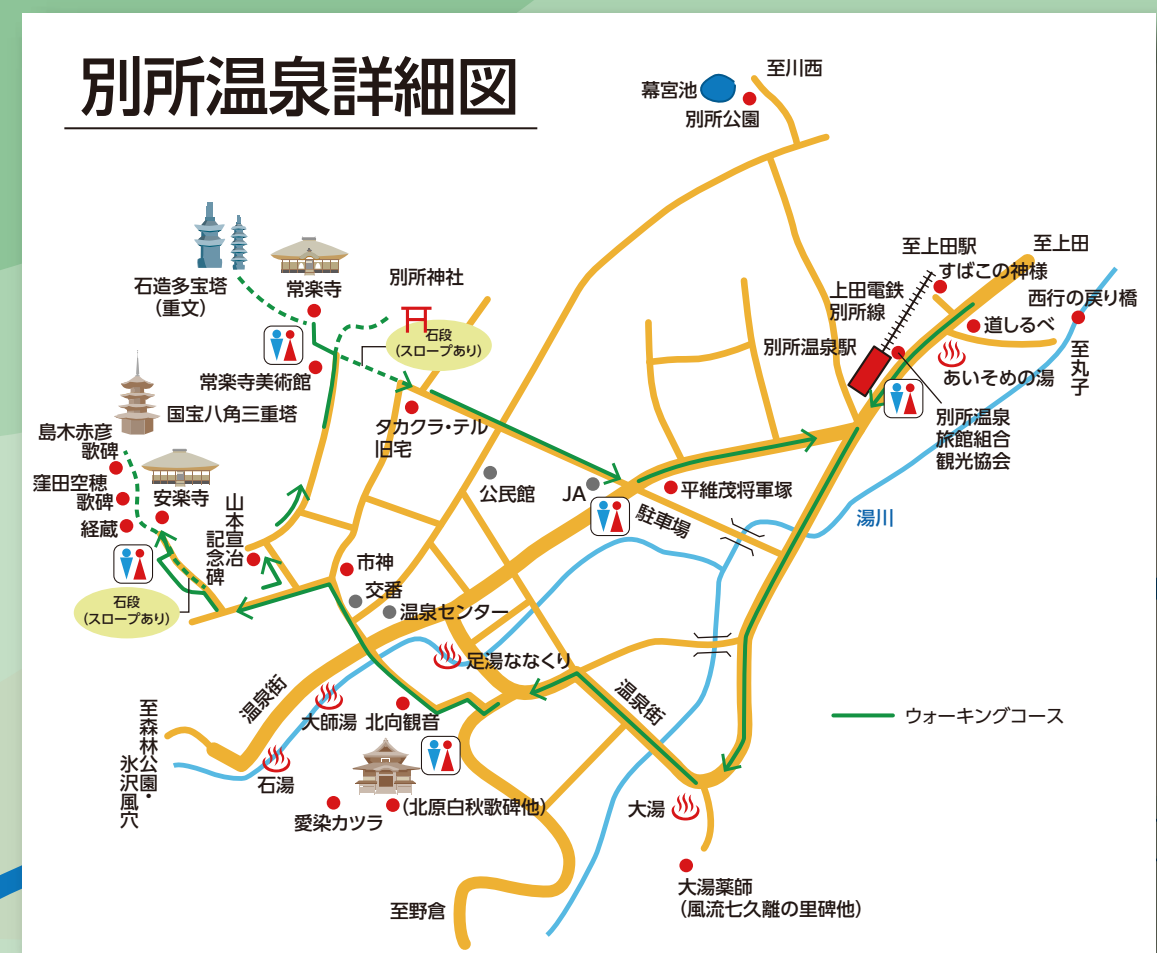 別所温泉詳細図
至川西
幕宮池
別所公園
至上田駅
至上田
すばこの神様
上田電鉄
別所線
西行の戻り橋
道しるべ
至丸子
別所温泉駅
あいそめの湯
別所温泉
旅館組合
観光協会
石造多宝塔
(重文)
常楽寺
別所神社
石段
(スロープあり)
常楽寺美術館
国宝八角三重塔
タカクラ・テル
旧宅
島木赤彦
歌碑
窪田空穂
歌碑
安楽寺
経蔵
山本宣治
記念碑
石段
(スロープあり)
公民館
JA
平維茂将軍塚
駐車場
湯川
市神
交番
温泉センター
足湯ななくり
温泉街
温泉街
大師湯
北向観音
石湯
至森林公園・
氷沢風穴
愛染カツラ
(北原白秋歌碑他)
大湯
大湯薬師
(風流七久離の里碑他)
至野倉
ウォーキングコース